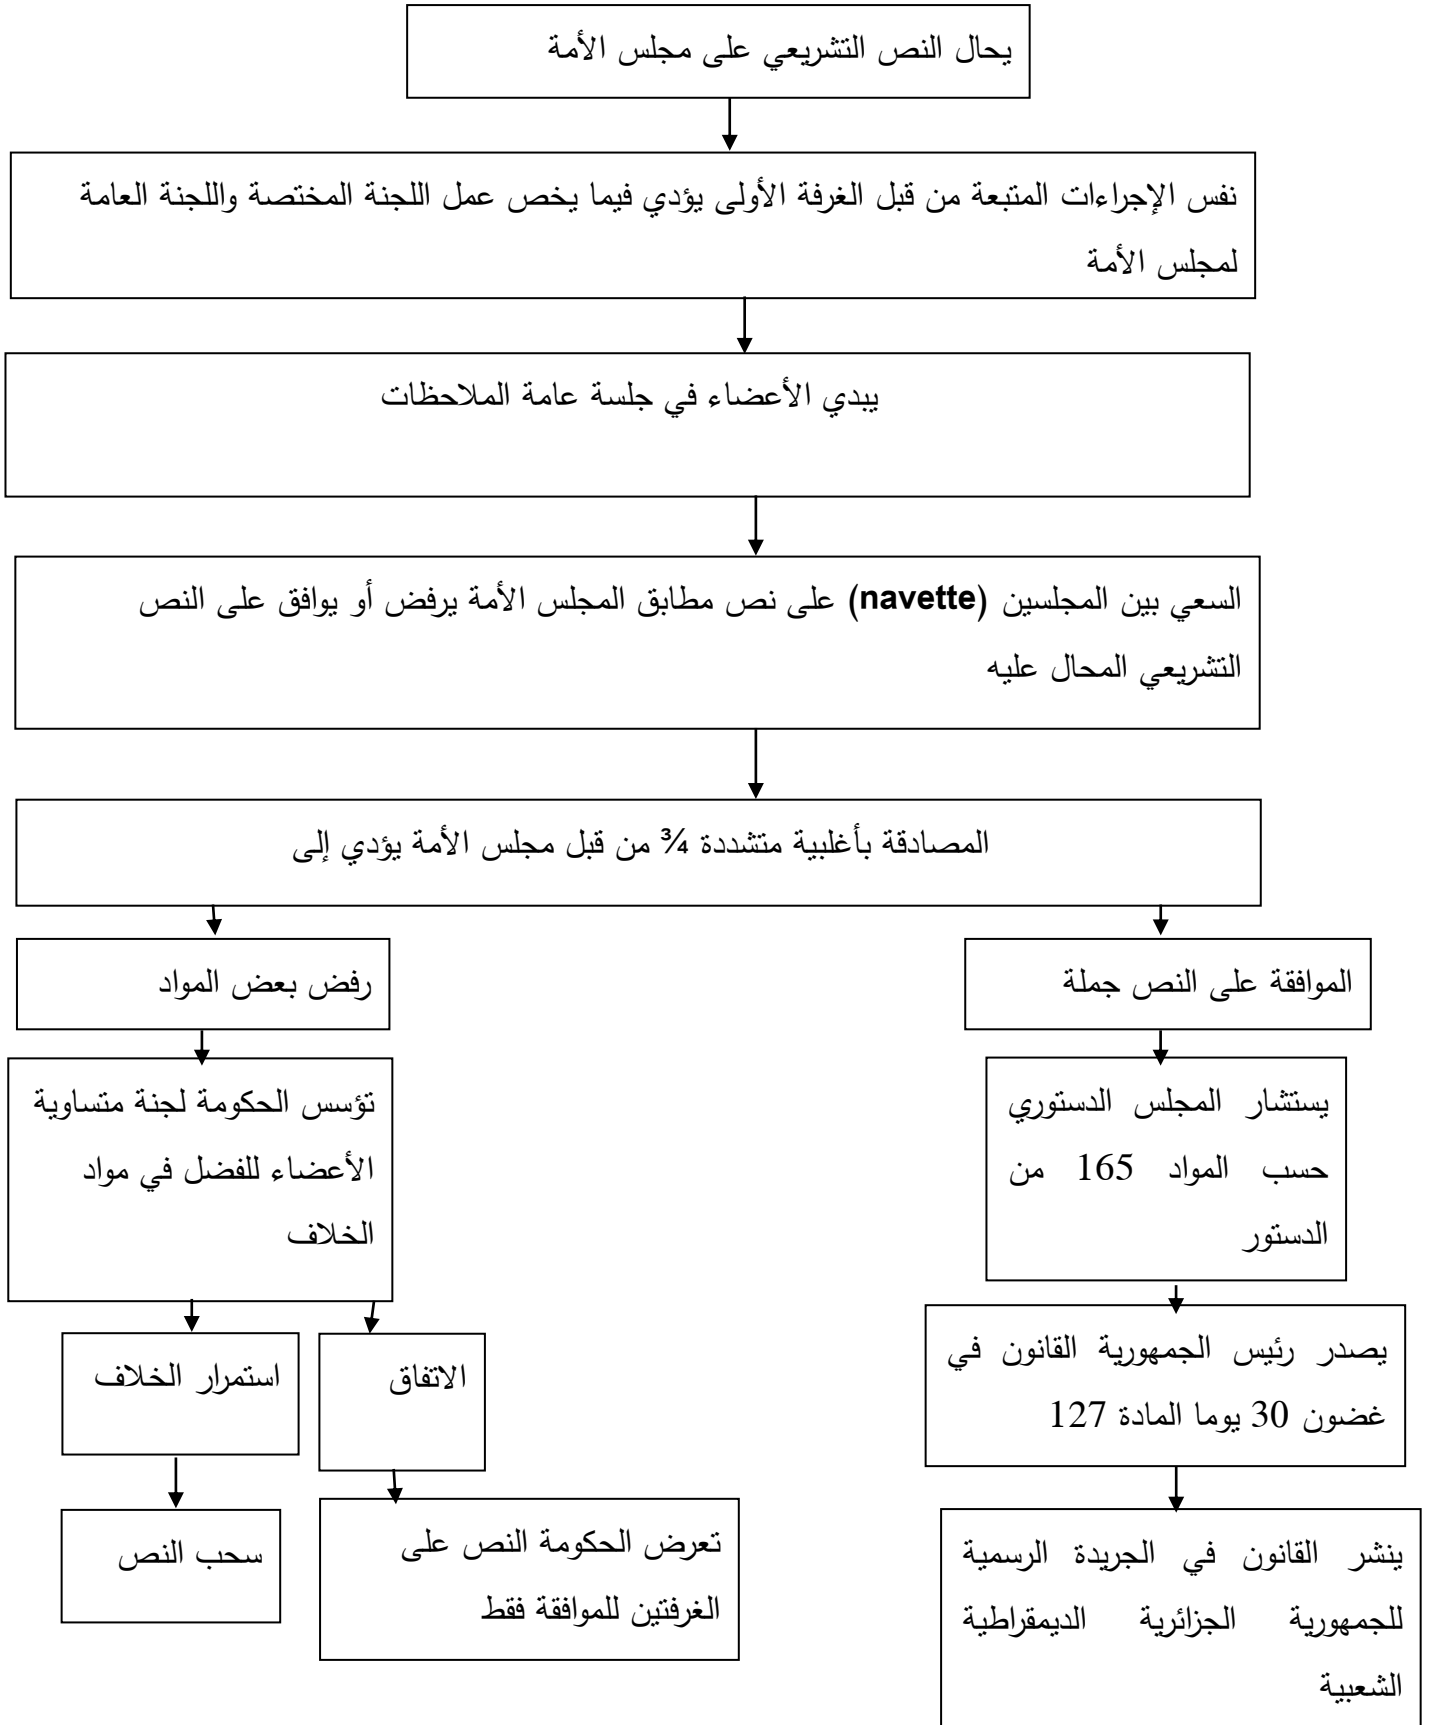 يحال النص التشريعي على مجلس الأمة
نفس الإجراءات المتبعة من قبل الغرفة الأولى يؤدي فيما يخص عمل اللجنة المختصة واللجنة العامة
لمجلس الأمة
يبدي الأعضاء في جلسة عامة الملاحظات
السعي بين المجلسين (navette) على نص مطابق المجلس الأمة يرفض أو يوافق على النص
التشريعي المحال عليه
المصادقة بأغلبية متشددة ¾ من قبل مجلس الأمة يؤدي إلى
الموافقة على النص جملة
يستشار المجلس الدستوري
حسب المواد 165 من
الدستور
يصدر رئيس الجمهورية القانون في
غضون 30 يوما المادة 127
ينشر القانون في الجريدة الرسمية
للجمهورية الجزائرية الديمقراطية
الشعبية
رفض بعض المواد
تؤسس الحكومة لجنة متساوية
الأعضاء للفضل في مواد
الخلاف
الاتفاق
تعرض الحكومة النص على
الغرفتين للموافقة فقط
استمرار الخلاف
سحب النص